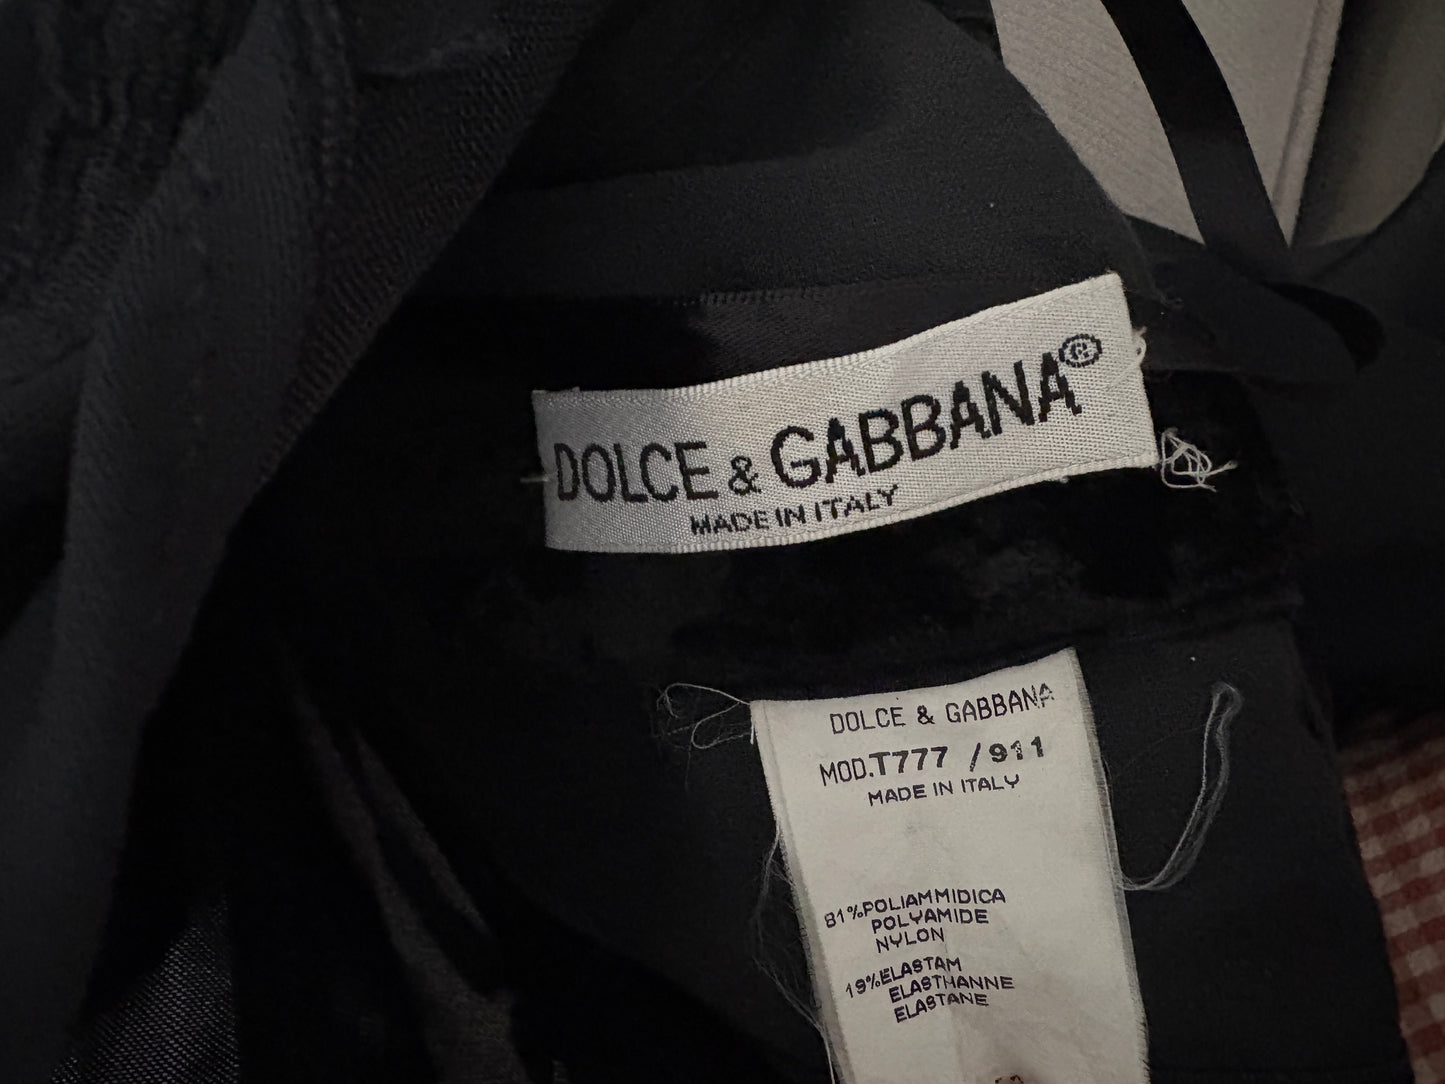 DOLCE & GABBANA®
MADE IN ITALY
DOLCE & GABBANA
MOD.T777 /911
MADE IN ITALY
81%POLIAMMIDICA
POLYAMIDE
NYLON
19%ELASTAM
ELASTHANNE
ELASTANE